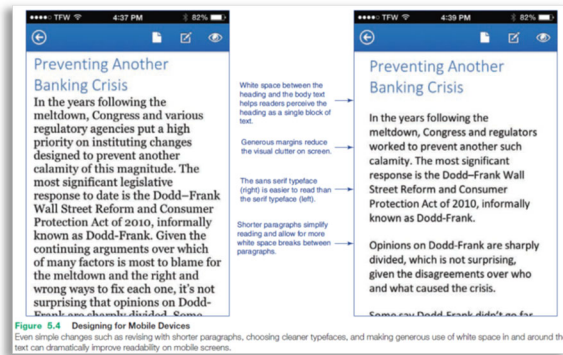 TFW 4:37 PM 82%
Preventing Another
Banking Crisis
In the years following the
meltdown, Congress and various
regulatory agencies put a high
priority on instituting changes
designed to prevent another
calamity of this magnitude. The
most significant legislative
response to date is the Dodd–Frank
Wall Street Reform and Consumer
Protection Act of 2010, informally
known as Dodd-Frank. Given the
continuing arguments over which
of many factors is most to blame for
the meltdown and the right and
wrong ways to fix each one, it's not
surprising that opinions on Dodd-
Frank are sharply divided. Some
White space between the
heading and the body text
helps readers perceive the
heading as a single block of
text.
Generous margins reduce
the visual clutter on screen.
The sans serif typeface
(right) is easier to read than
the serif typeface (left).
Shorter paragraphs simplify
reading and allow for more
white space breaks between
paragraphs.
TFW 4:39 PM 82%
Preventing Another
Banking Crisis
In the years following the
meltdown, Congress and regulators
worked to prevent another such
calamity. The most significant
response is the Dodd–Frank Wall
Street Reform and Consumer
Protection Act of 2010, informally
known as Dodd-Frank.
Opinions on Dodd-Frank are sharply
divided, which is not surprising,
given the disagreements over who
and what caused the crisis.
Some say Dodd-Frank didn't go far
Figure 5.4 Designing for Mobile Devices
Even simple changes such as revising with shorter paragraphs, choosing cleaner typefaces, and making generous use of white space in and around the
text can dramatically improve readability on mobile screens.